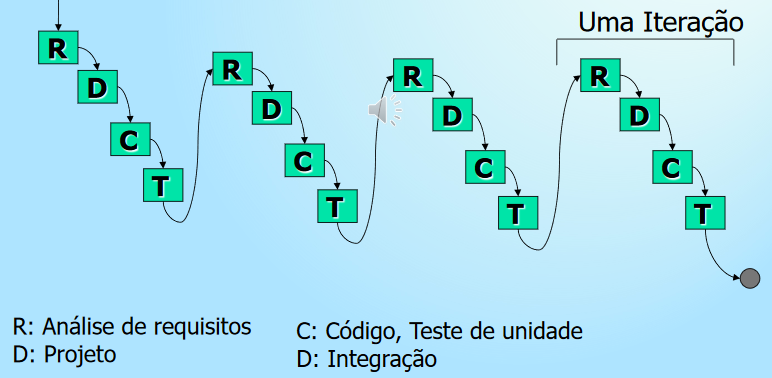 Uma Iteração
R R R R
D D D D
C C C C
T T T T
R: Análise de requisitos
D: Projeto
C: Código, Teste de unidade
D: Integração